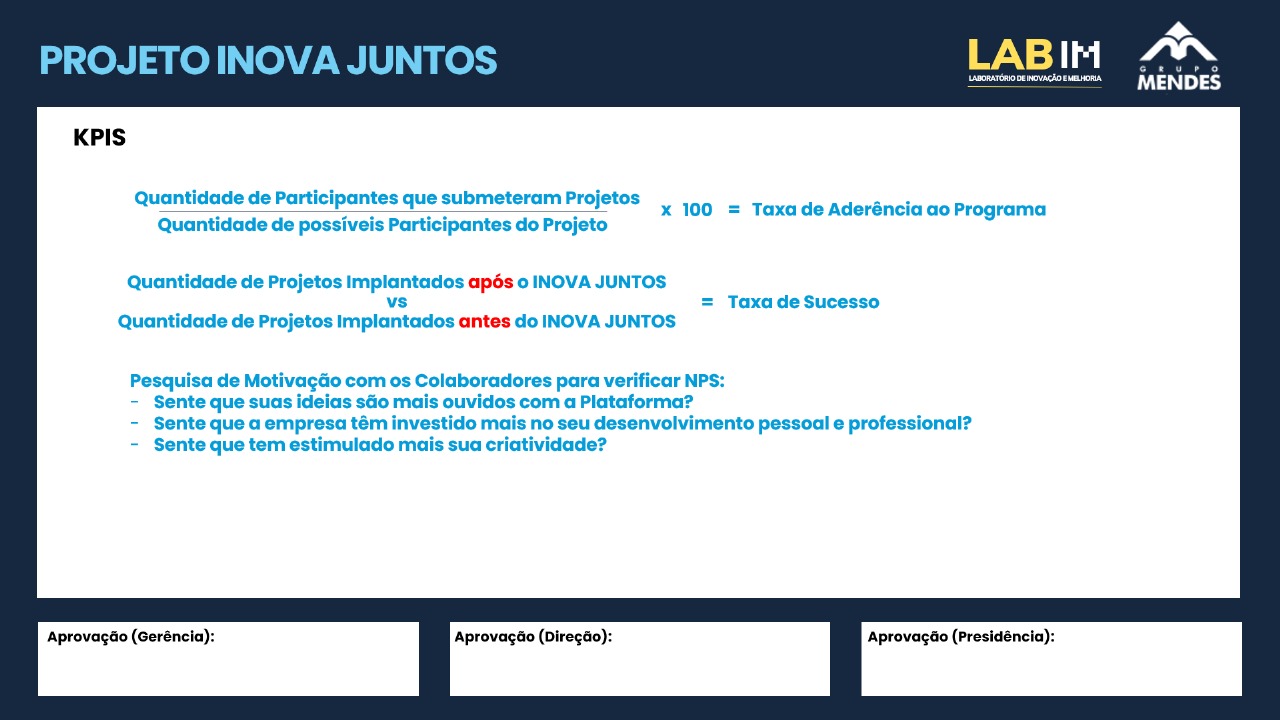 PROJETO INOVA JUNTOS
LAB IM
LABORATÓRIO DE INOVAÇÃO E MELHORIA
GRUPO
MENDES
KPIS
Quantidade de Participantes que submeteram Projetos
Quantidade de possíveis Participantes do Projeto
x 100 = Taxa de Aderência ao Programa
Quantidade de Projetos Implantados após o INOVA JUNTOS
vs
Quantidade de Projetos Implantados antes do INOVA JUNTOS
= Taxa de Sucesso
Pesquisa de Motivação com os Colaboradores para verificar NPS:
- Sente que suas ideias são mais ouvidos com a Plataforma?
- Sente que a empresa têm investido mais no seu desenvolvimento pessoal e professional?
- Sente que tem estimulado mais sua criatividade?
Aprovação (Gerência):
Aprovação (Direção):
Aprovação (Presidência):